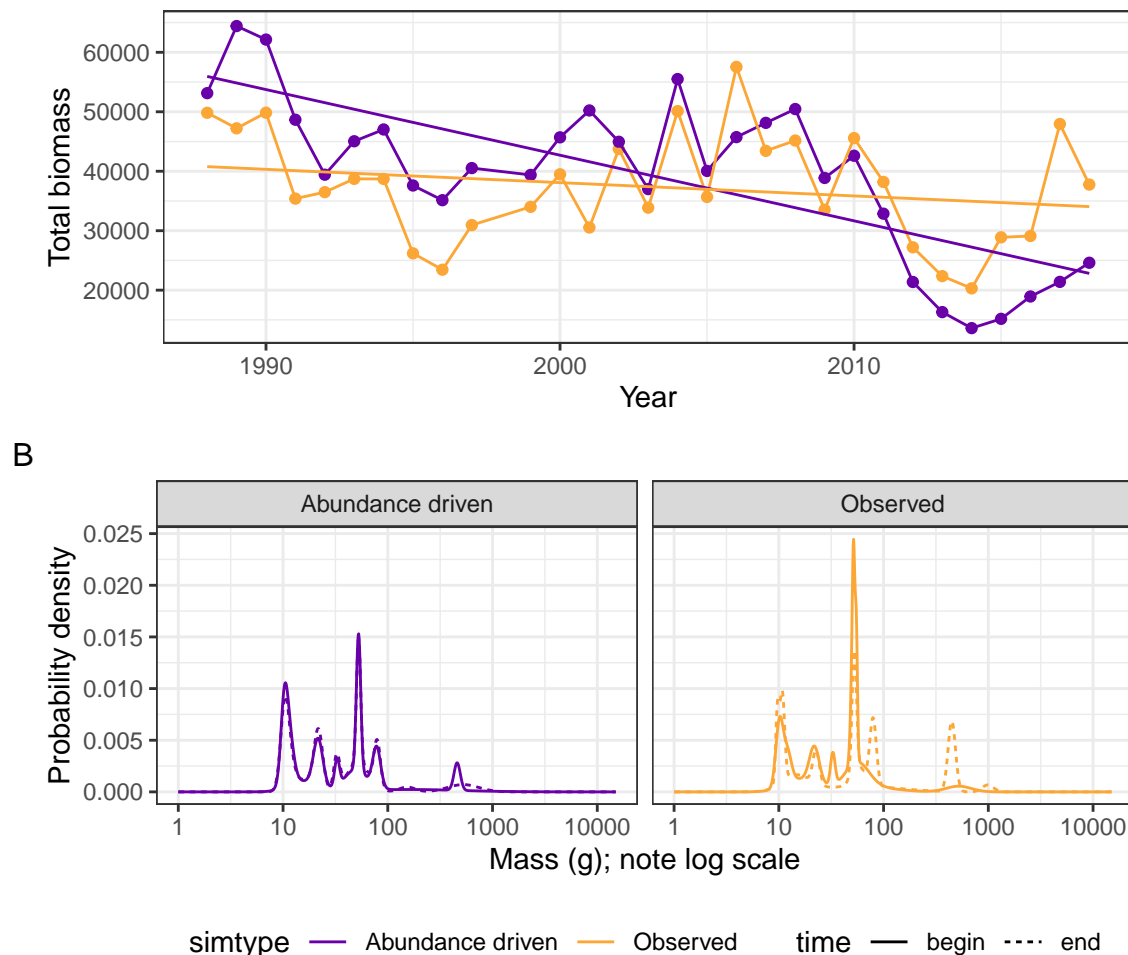 60000
50000
40000
30000
20000
Total biomass
1990 2000 2010
Year
B
Abundance driven Observed
0.025
0.020
0.015
0.010
0.005
0.000
Probability density
1 10 100 1000 10000 1 10 100 1000 10000
Mass (g); note log scale
simtype Abundance driven Observed time begin end